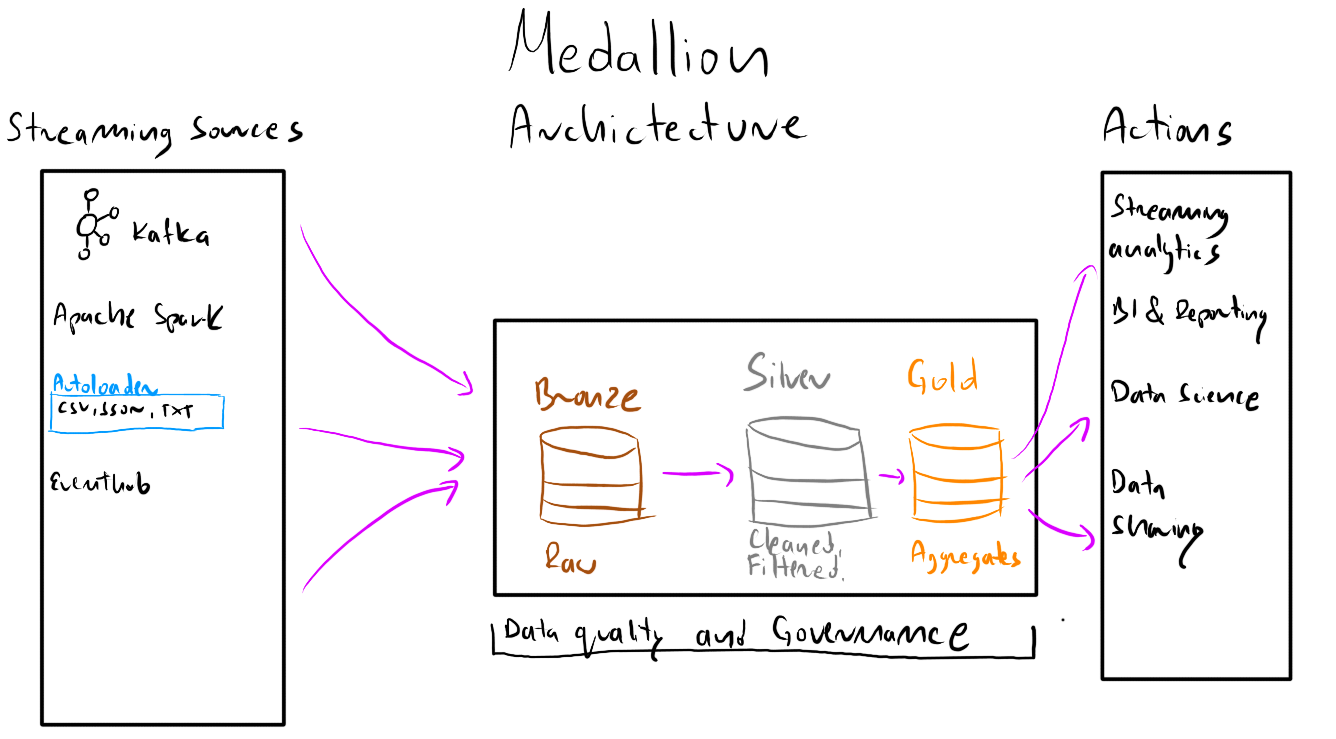 Medallion
Archictecture
Streaming Sources
Kafka
Apache Spark
Autoloader
CSV, JSON, TXT
Eventhub
Bronze
Raw
Silver
Cleaned,
Filtered.
Gold
Aggregates
Data quality and Governance
Actions
Streaming
analytics
BI & Reporting
Data Science
Data
Sharing